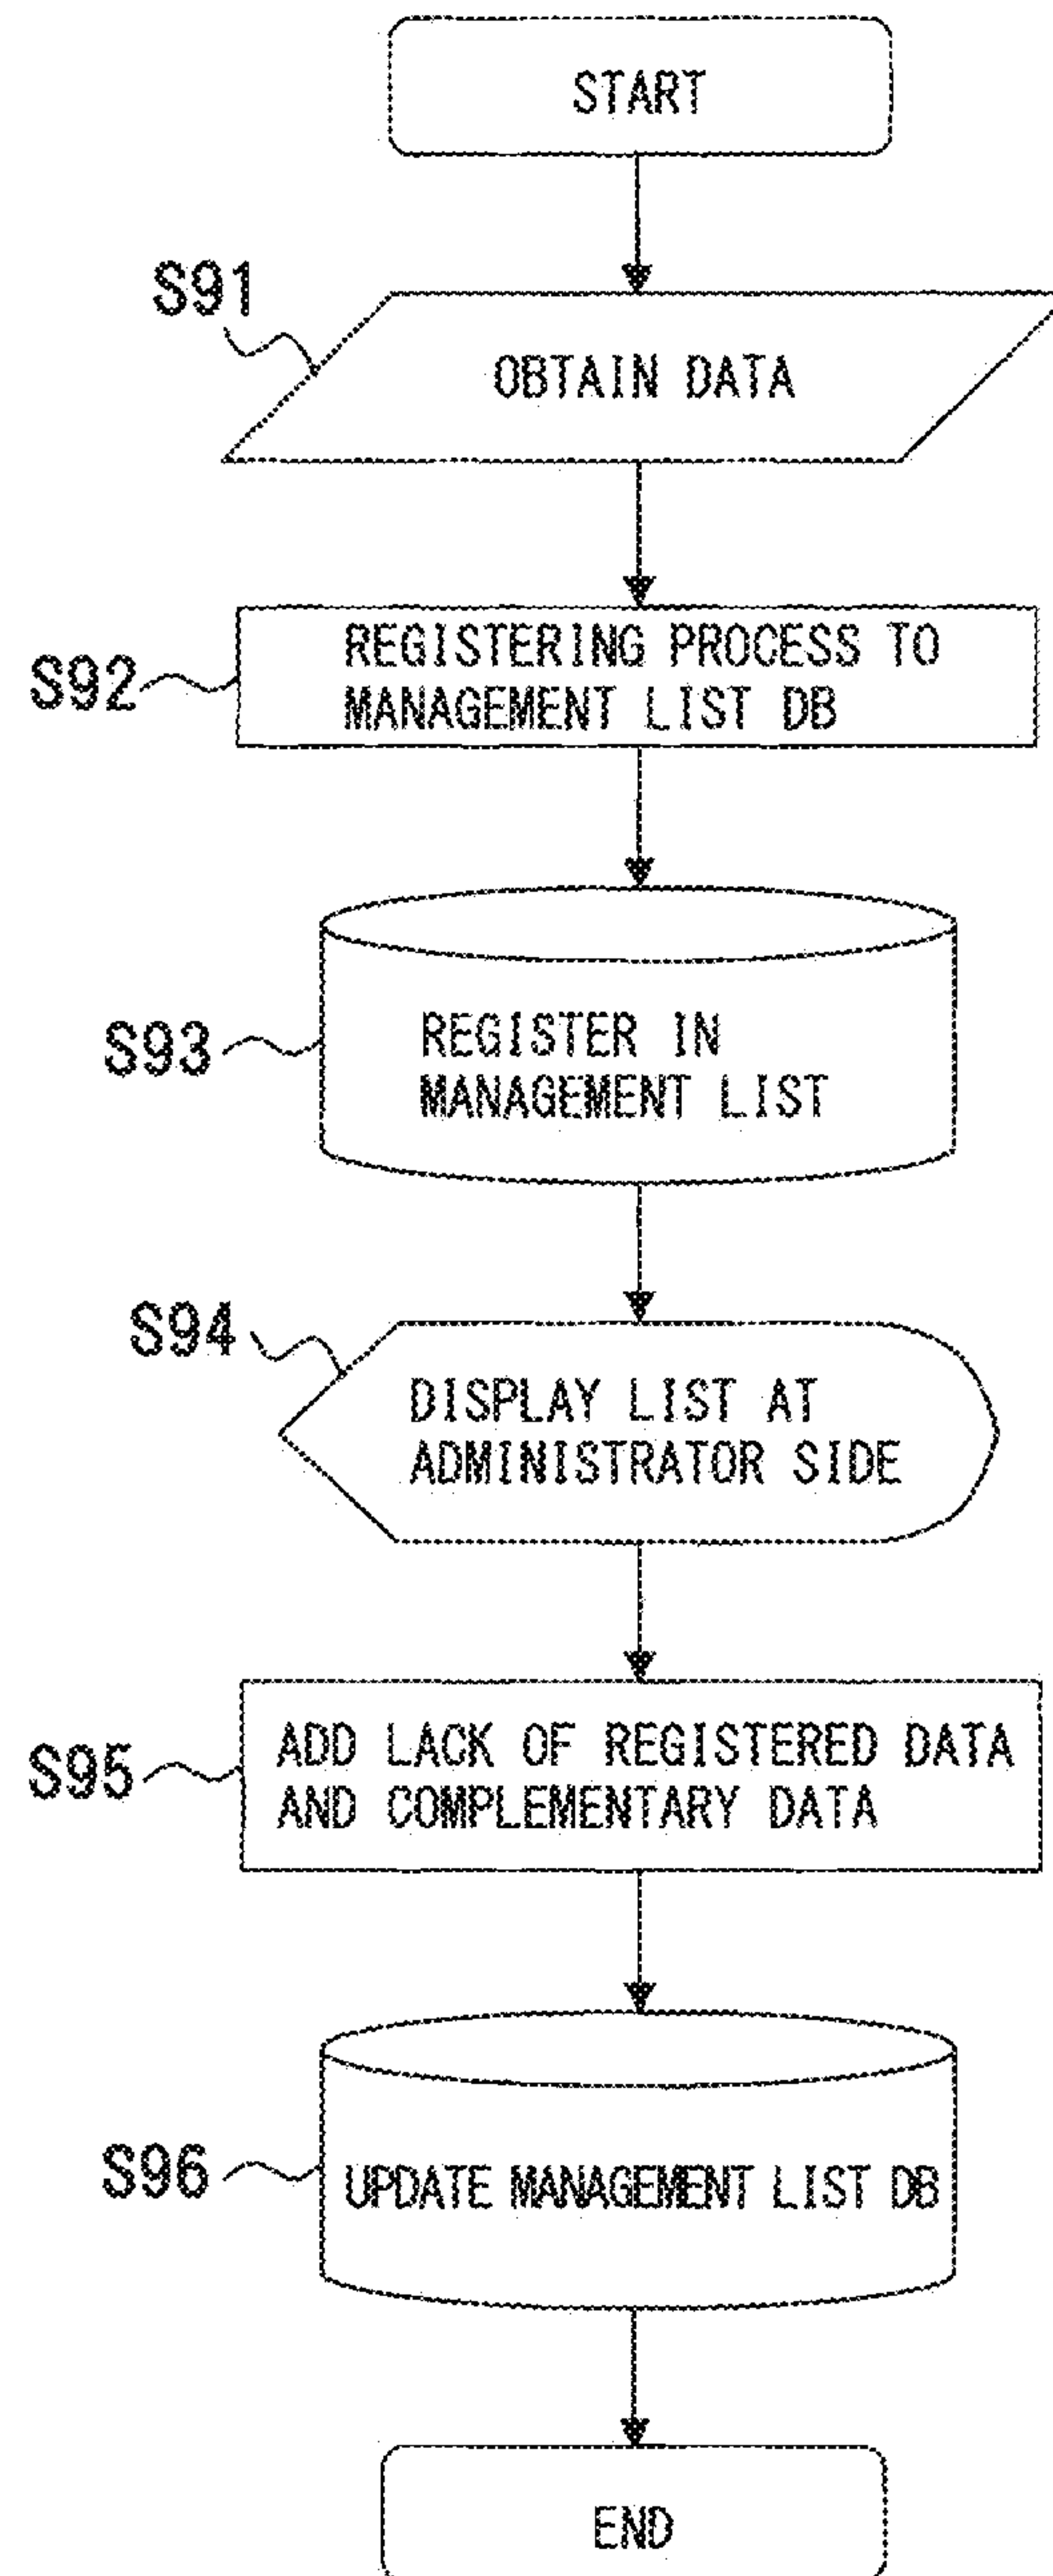 START
S91
OBTAIN DATA
S92
REGISTERING PROCESS TO
MANAGEMENT LIST DB
S93
REGISTER IN
MANAGEMENT LIST
S94
DISPLAY LIST AT
ADMINISTRATOR SIDE
S95
ADD LACK OF REGISTERED DATA
AND COMPLEMENTARY DATA
S96
UPDATE MANAGEMENT LIST DB
END